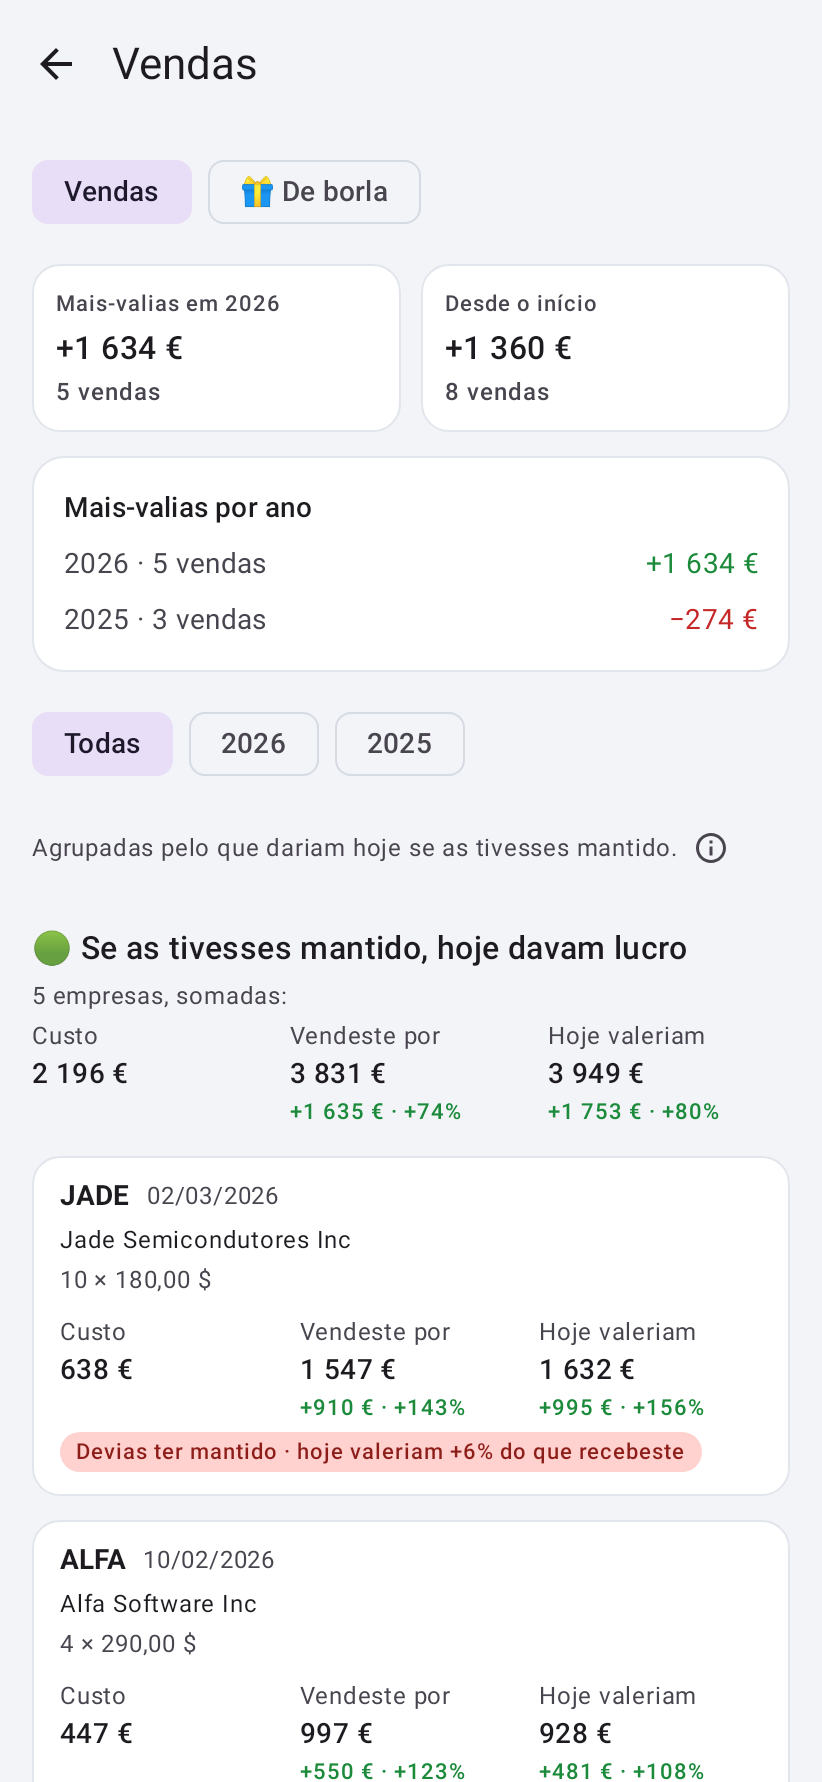 Vendas
Vendas
🎁 De borla
Mais-valias em 2026
+1 634 €
5 vendas
Desde o início
+1 360 €
8 vendas
Mais-valias por ano
2026 · 5 vendas +1 634 €
2025 · 3 vendas −274 €
Todas 2026 2025
Agrupadas pelo que dariam hoje se as tivesses mantido.
Se as tivesses mantido, hoje davam lucro
5 empresas, somadas:
Custo Vendeste por Hoje valeriam
2 196 € 3 831 € 3 949 €
+1 635 € · +74% +1 753 € · +80%
JADE 02/03/2026
Jade Semicondutores Inc
10 × 180,00 $
Custo Vendeste por Hoje valeriam
638 € 1 547 € 1 632 €
+910 € · +143% +995 € · +156%
Devias ter mantido · hoje valeriam +6% do que recebeste
ALFA 10/02/2026
Alfa Software Inc
4 × 290,00 $
Custo Vendeste por Hoje valeriam
447 € 997 € 928 €
+550 € · +123% +481 € · +108%